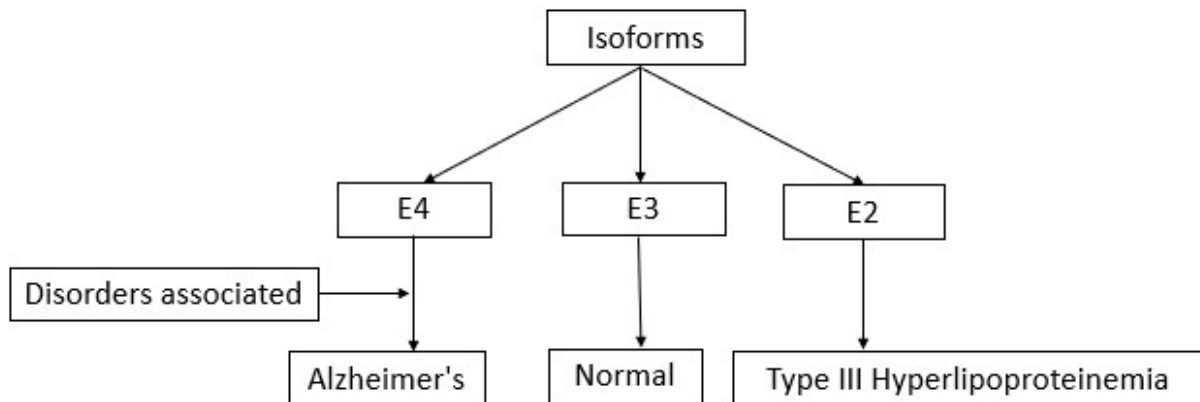 Isoforms
E4
E3
E2
Disorders associated
Alzheimer's
Normal
Type III Hyperlipoproteinemia